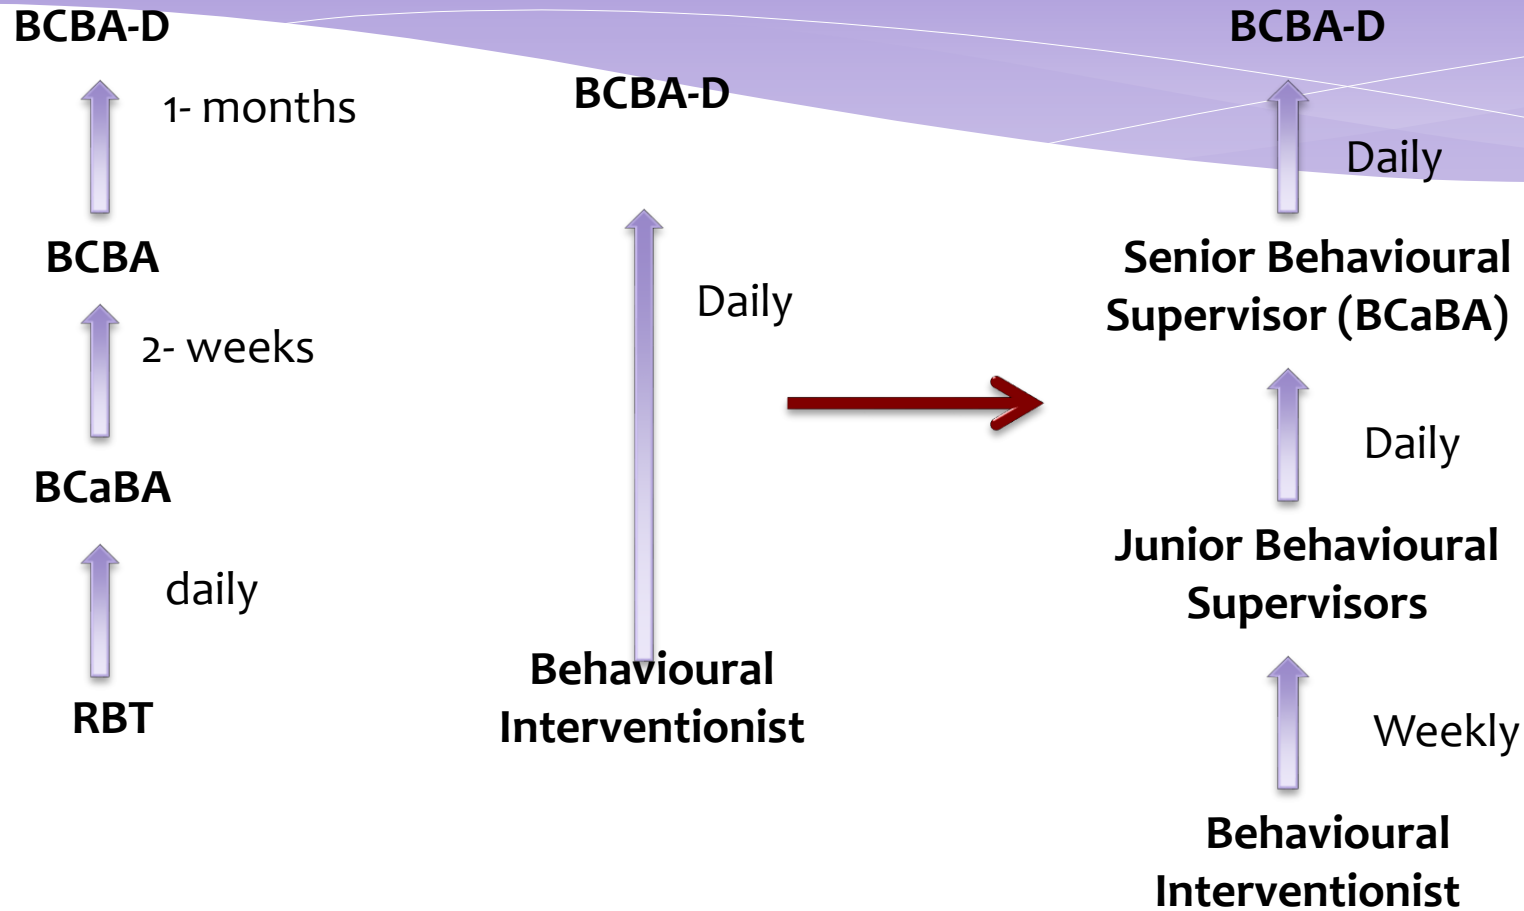 BCBA-D
1- months
BCBA
2- weeks
BCaBA
daily
RBT
BCBA-D
Daily
Behavioural
Interventionist
BCBA-D
Daily
Senior Behavioural
Supervisor (BCaBA)
Daily
Junior Behavioural
Supervisors
Weekly
Behavioural
Interventionist